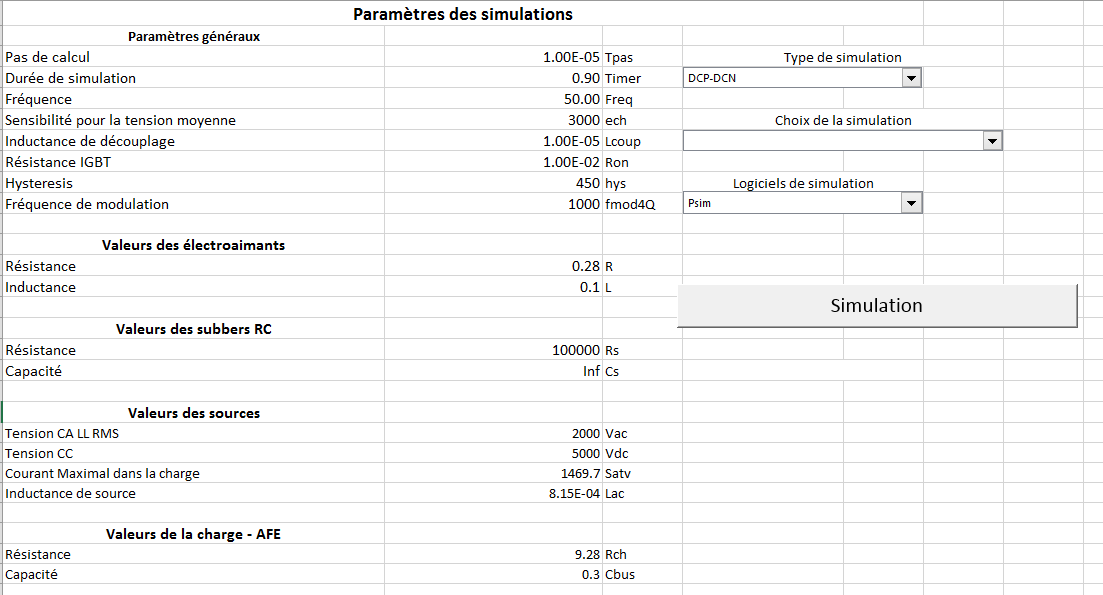 Paramètres des simulations
Paramètres généraux
Pas de calcul 1.00E-05 Tpas Type de simulation
Durée de simulation 0.90 Timer DCP-DCN
Fréquence 50.00 Freq
Sensibilité pour la tension moyenne 3000 ech Choix de la simulation
Inductance de découplage 1.00E-05 Lcoup
Résistance IGBT 1.00E-02 Ron
Hysteresis 450 hys Logiciels de simulation
Fréquence de modulation 1000 fmod4Q Psim
Valeurs des électroaimants
Résistance 0.28 R
Inductance 0.1 L
Simulation
Valeurs des subbers RC
Résistance 100000 Rs
Capacité Inf Cs
Valeurs des sources
Tension CA LL RMS 2000 Vac
Tension CC 5000 Vdc
Courant Maximal dans la charge 1469.7 Satv
Inductance de source 8.15E-04 Lac
Valeurs de la charge - AFE
Résistance 9.28 Rch
Capacité 0.3 Cbus